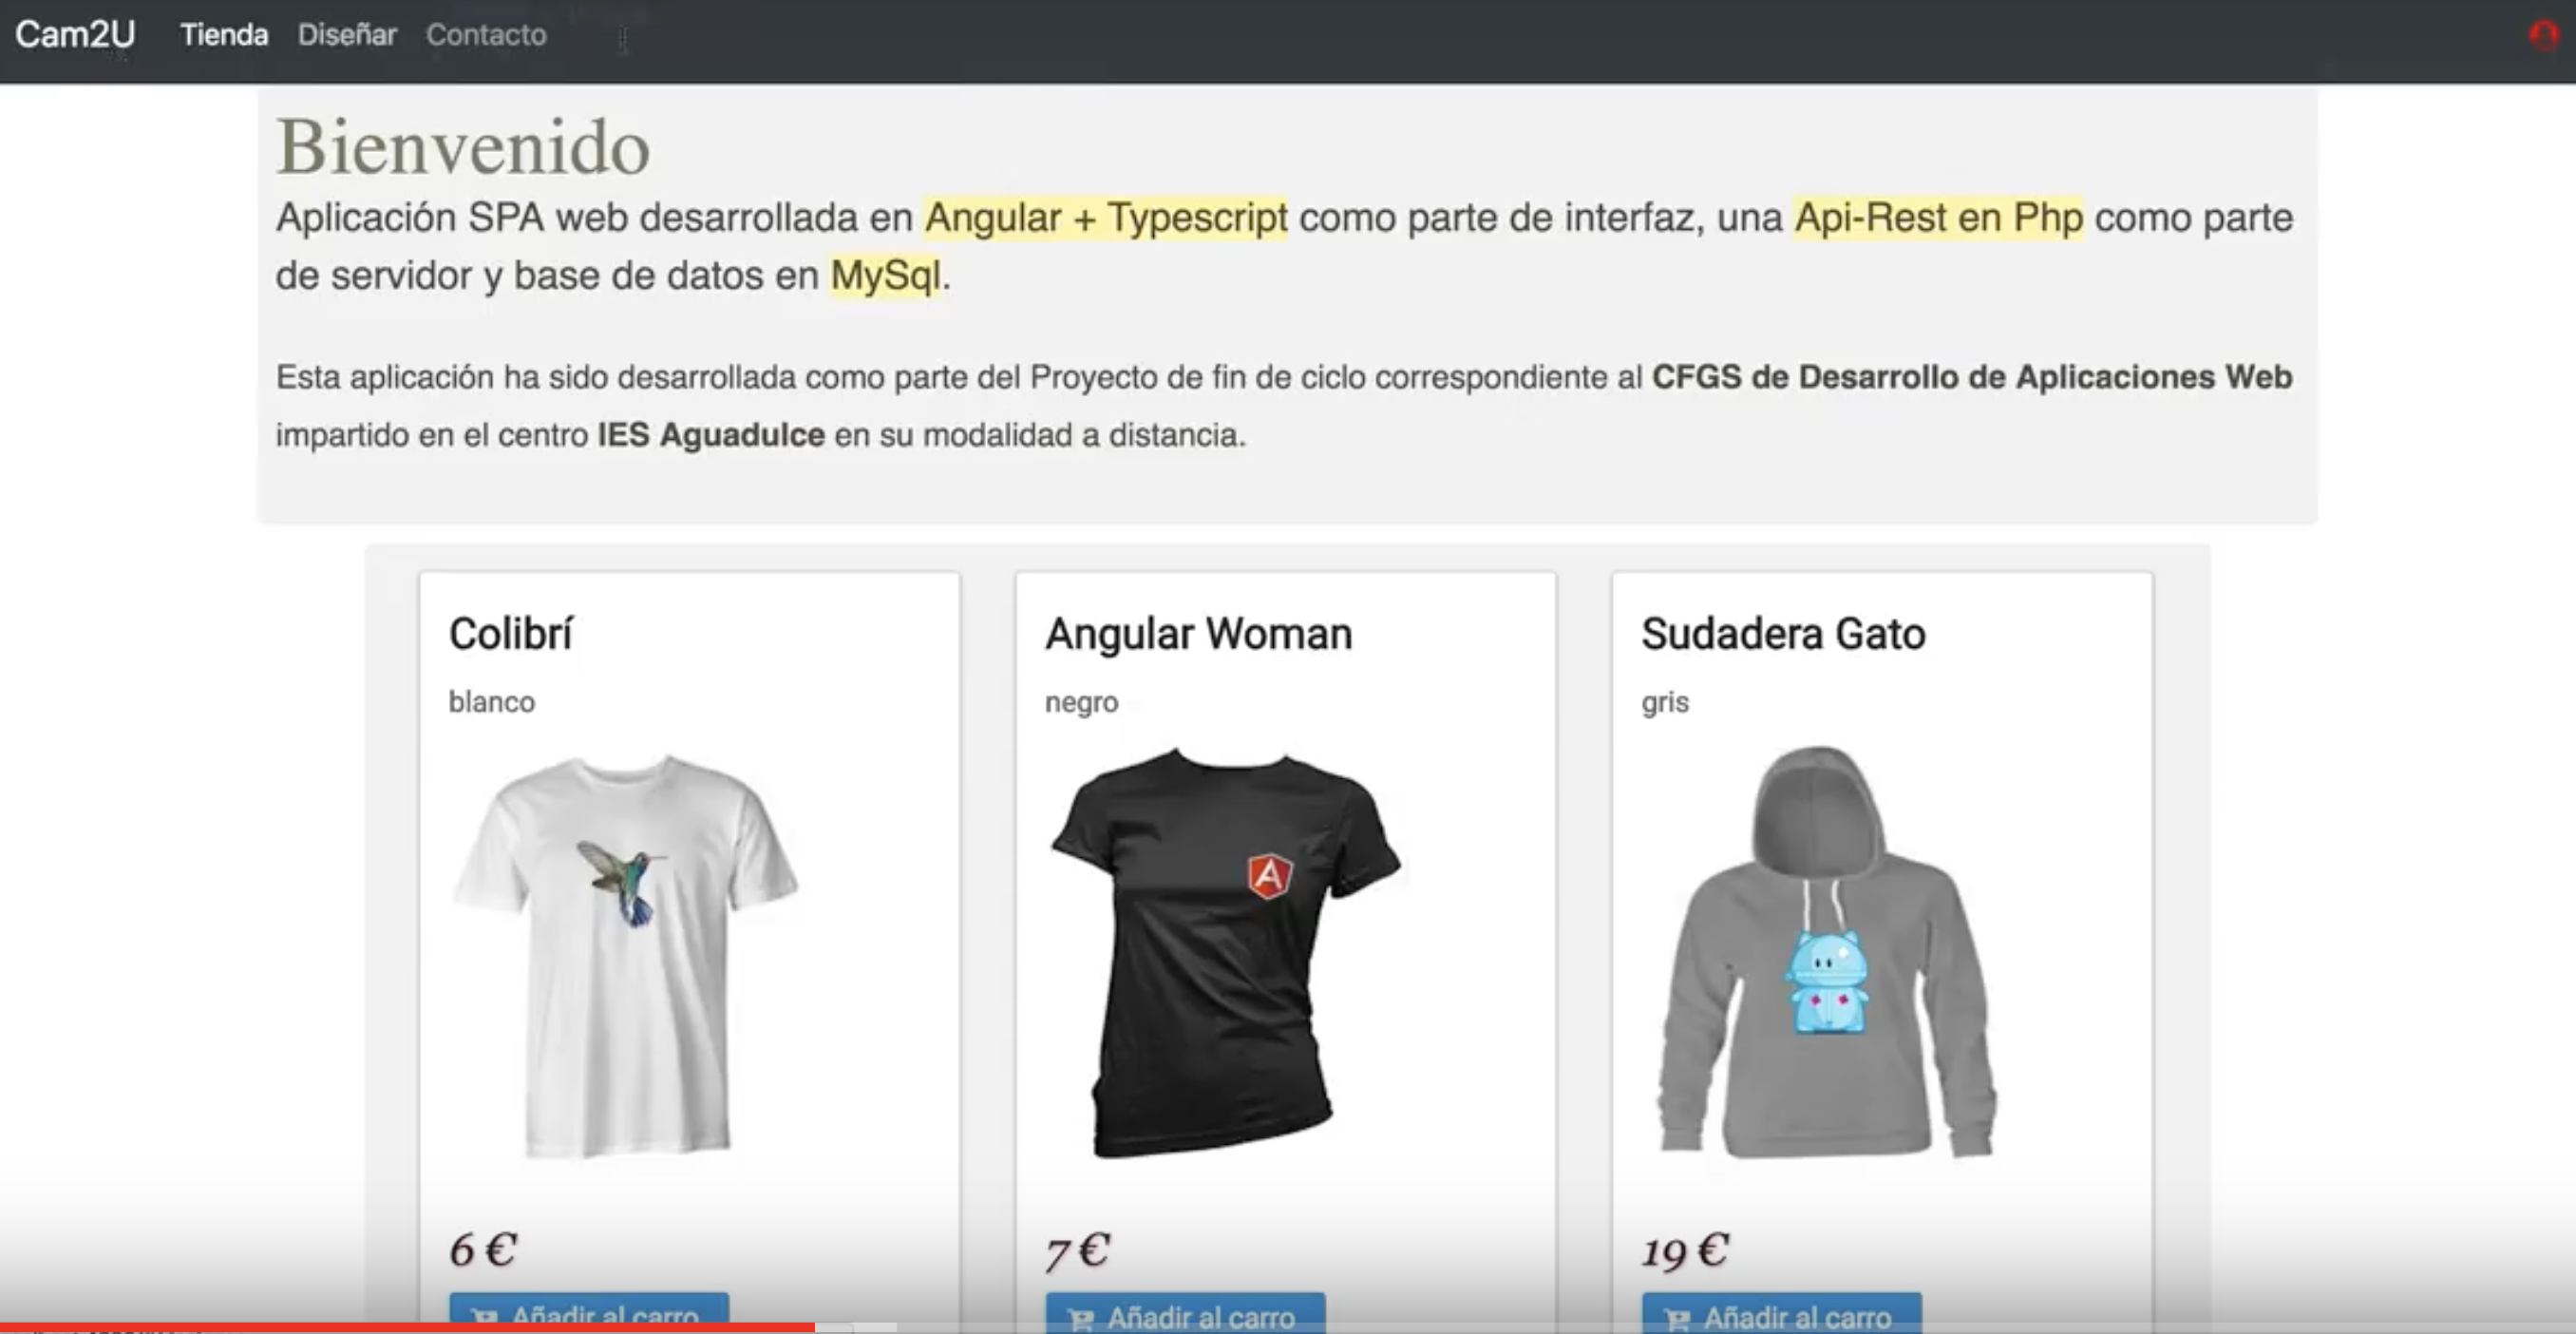 Cam2U Tienda Diseñar Contacto
Bienvenido
Aplicación SPA web desarrollada en Angular + Typescript como parte de interfaz, una Api-Rest en Php como parte
de servidor y base de datos en MySql.
Esta aplicación ha sido desarrollada como parte del Proyecto de fin de ciclo correspondiente al CFGS de Desarrollo de Aplicaciones Web
impartido en el centro IES Aguadulce en su modalidad a distancia.
Colibrí
blanco
6 €
Añadir al carro
Angular Woman
negro
A
7 €
Añadir al carro
Sudadera Gato
gris
19 €
Añadir al carro